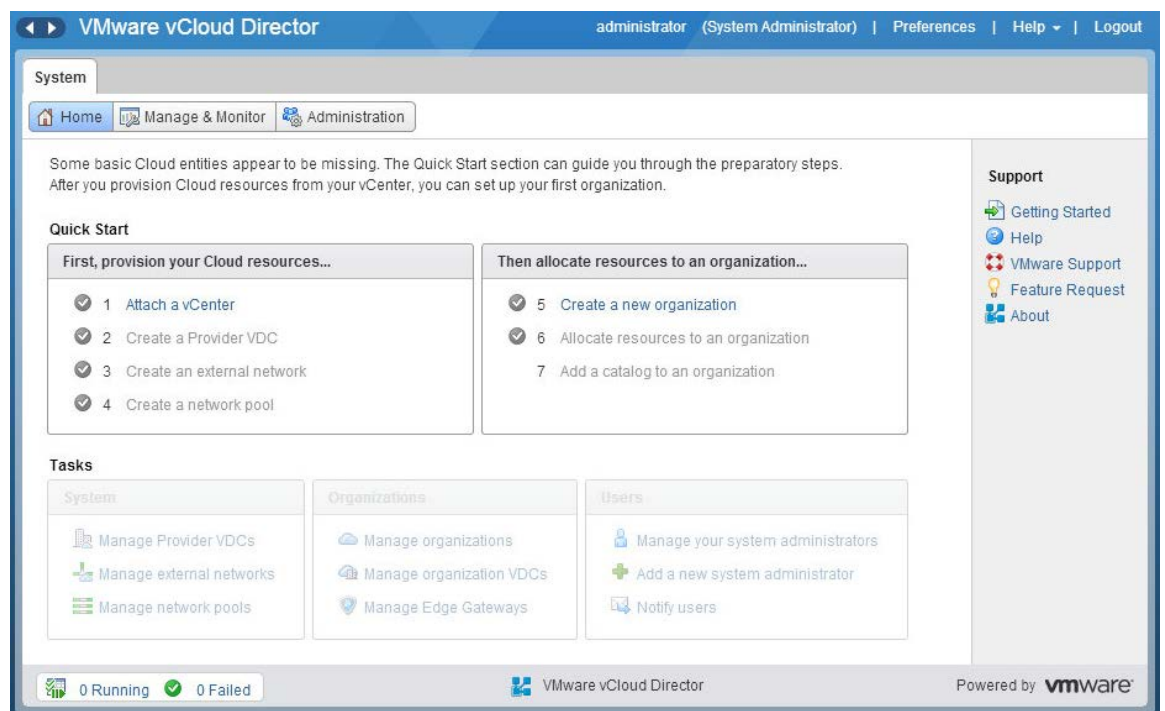 VMware vCloud Director
administrator (System Administrator) | Preferences | Help | Logout
System
Home Manage & Monitor Administration
Some basic Cloud entities appear to be missing. The Quick Start section can guide you through the preparatory steps.
After you provision Cloud resources from your vCenter, you can set up your first organization.
Quick Start
First, provision your Cloud resources...
1 Attach a vCenter
2 Create a Provider VDC
3 Create an external network
4 Create a network pool
Then allocate resources to an organization...
5 Create a new organization
6 Allocate resources to an organization
7 Add a catalog to an organization
Support
Getting Started
Help
VMware Support
Feature Request
About
Tasks
System
Manage Provider VDCs
Manage external networks
Manage network pools
Organizations
Manage organizations
Manage organization VDCs
Manage Edge Gateways
Users
Manage your system administrators
Add a new system administrator
Notify users
0 Running 0 Failed
VMware vCloud Director
Powered by vmware